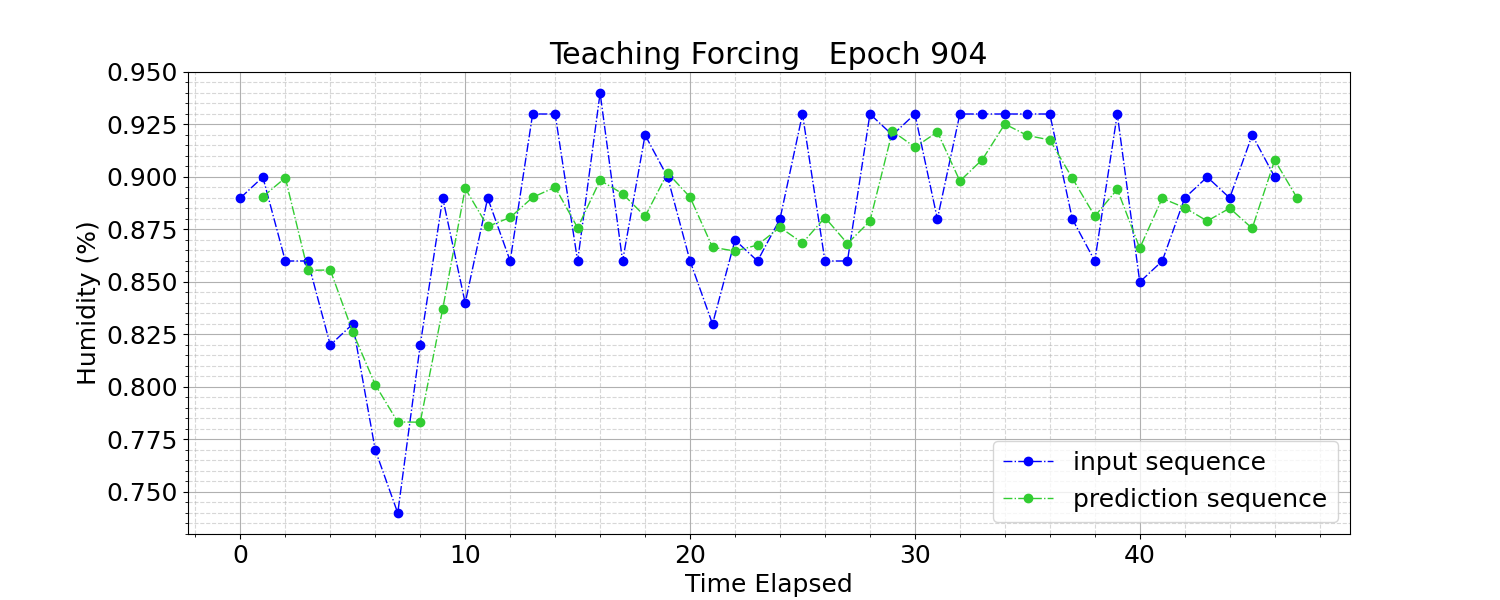 Teaching Forcing   Epoch 904
0.950
0.925
0.900
0.875
0.850
0.825
0.800
0.775
0.750
Humidity (%)
input sequence
prediction sequence
0 10 20 30 40
Time Elapsed